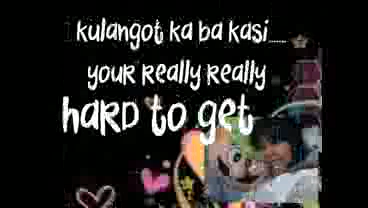 kulangot ka ba kasi......
your really really
hard to get